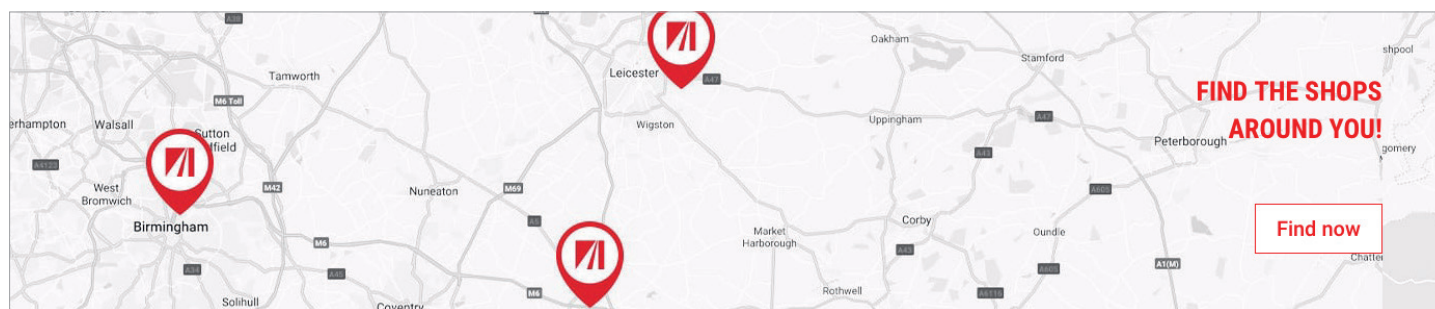 A38
Oakham
shpool
Stamford
Leicester
A47
Tamworth
M6 Toll
FIND THE SHOPS
AROUND YOU!
A47
Uppingham
erhampton
Walsall
Wigston
Sutton
dfield
Peterborough
gomery
A43
A4123
West
Bromwich
M42
Nuneaton
M69
A605
Birmingham
A5
Corby
Market
Harborough
Oundle
Find now
M6
A43
Chatte
A1(M)
A34
A45
A605
Solihull
Coventry
M6
Rothwell
A6116